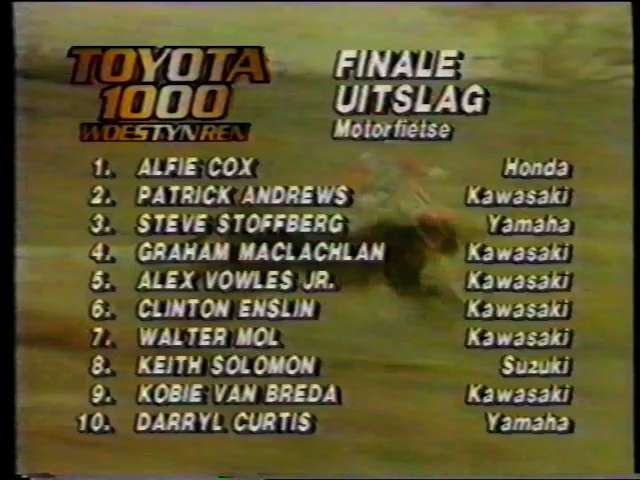 TOYOTA
1000
WOESTYNREN
FINALE
UITSLAG
Motorfietse
1. ALFIE COX Honda
2. PATRICK ANDREWS Kawasaki
3. STEVE STOFFBERG Yamaha
4. GRAHAM MACLACHLAN Kawasaki
5. ALEX VOWLES JR. Kawasaki
6. CLINTON ENSLIN Kawasaki
7. WALTER MOL Kawasaki
8. KEITH SOLOMON Suzuki
9. KOBIE VAN BREDA Kawasaki
10. DARRYL CURTIS Yamaha